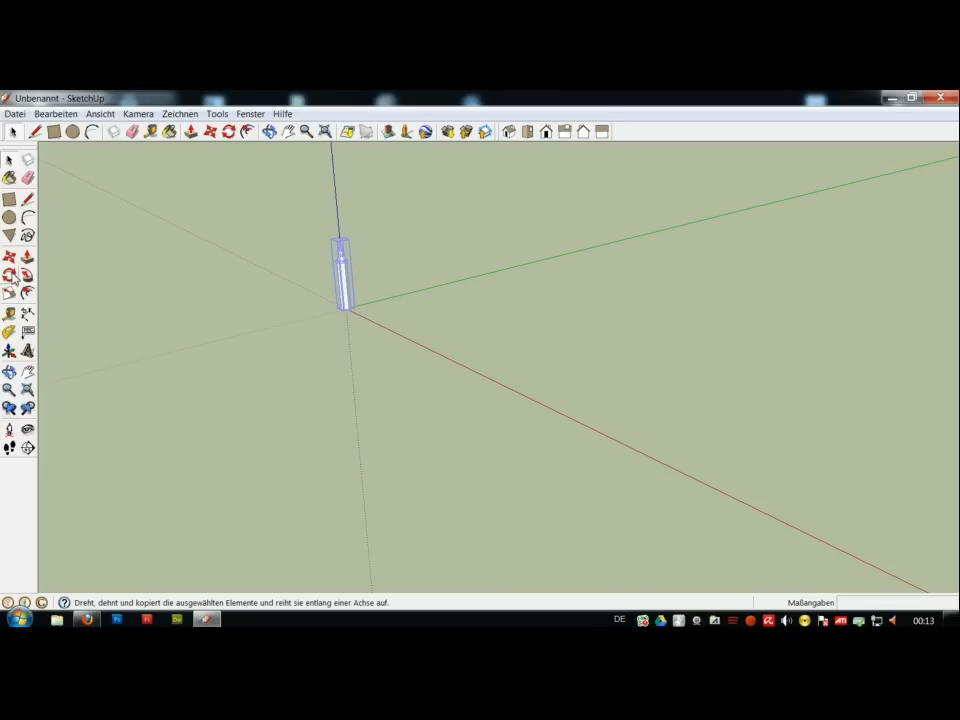 Unbenannt - SketchUp
Datei Bearbeiten Ansicht Kamera Zeichnen Tools Fenster Hilfe
Dreht, dehnt und kopiert die ausgewählten Elemente und reiht sie entlang einer Achse auf.
Maßangaben
DE
00:13